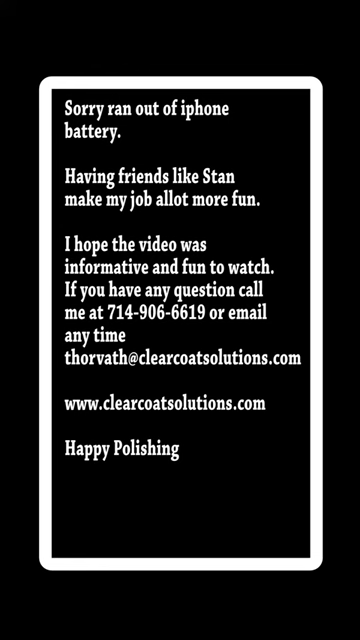 Sorry ran out of iphone
battery.
Having friends like Stan
make my job allot more fun.
I hope the video was
informative and fun to watch.
If you have any question call
me at 714-906-6619 or email
any time
thorvath@clearcoatsolutions.com
www.clearcoatsolutions.com
Happy Polishing